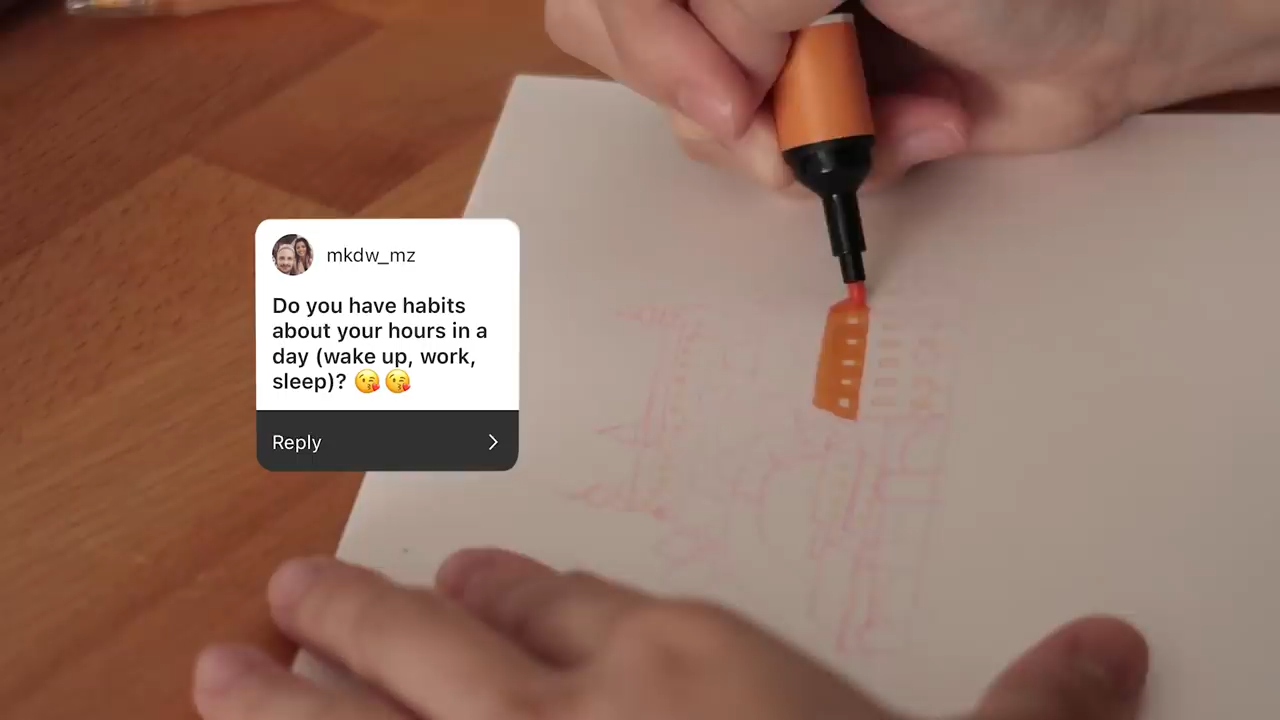 mkdw_mz
Do you have habits
about your hours in a
day (wake up, work,
sleep)? 😘😘
Reply